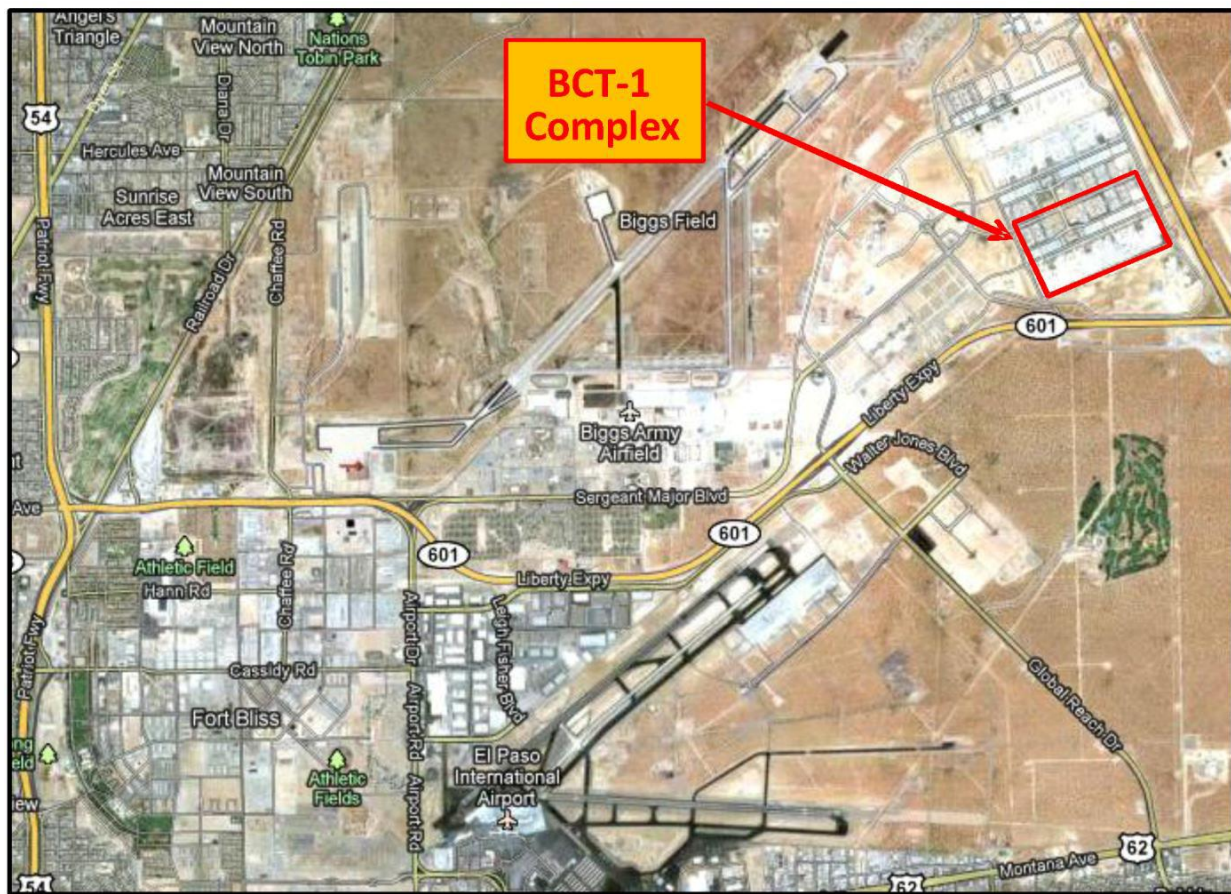 Angel's
Triangle
Mountain
View North
Nations
Tobin Park
54
Dyer St
Diana Dr
Hercules Ave
Mountain
View South
Sunrise
Acres East
Patriot Fwy
Railroad Dr
Chaffee Rd
BCT-1
Complex
Biggs Field
601
Liberty Expy
Biggs Army
Airfield
Walter Jones Blvd
Sergeant Major Blvd
Ave
601
601
Athletic Field
Hann Rd
Chaffee Rd
Liberty Expy
Airport Dr
Leigh Fisher Blvd
Patriot Fwy
Cassidy Rd
Global Reach Dr
Fort Bliss
Airport Rd
El Paso
International
Airport
Athletic
Fields
Airport Rd
62
Montana Ave
54
62